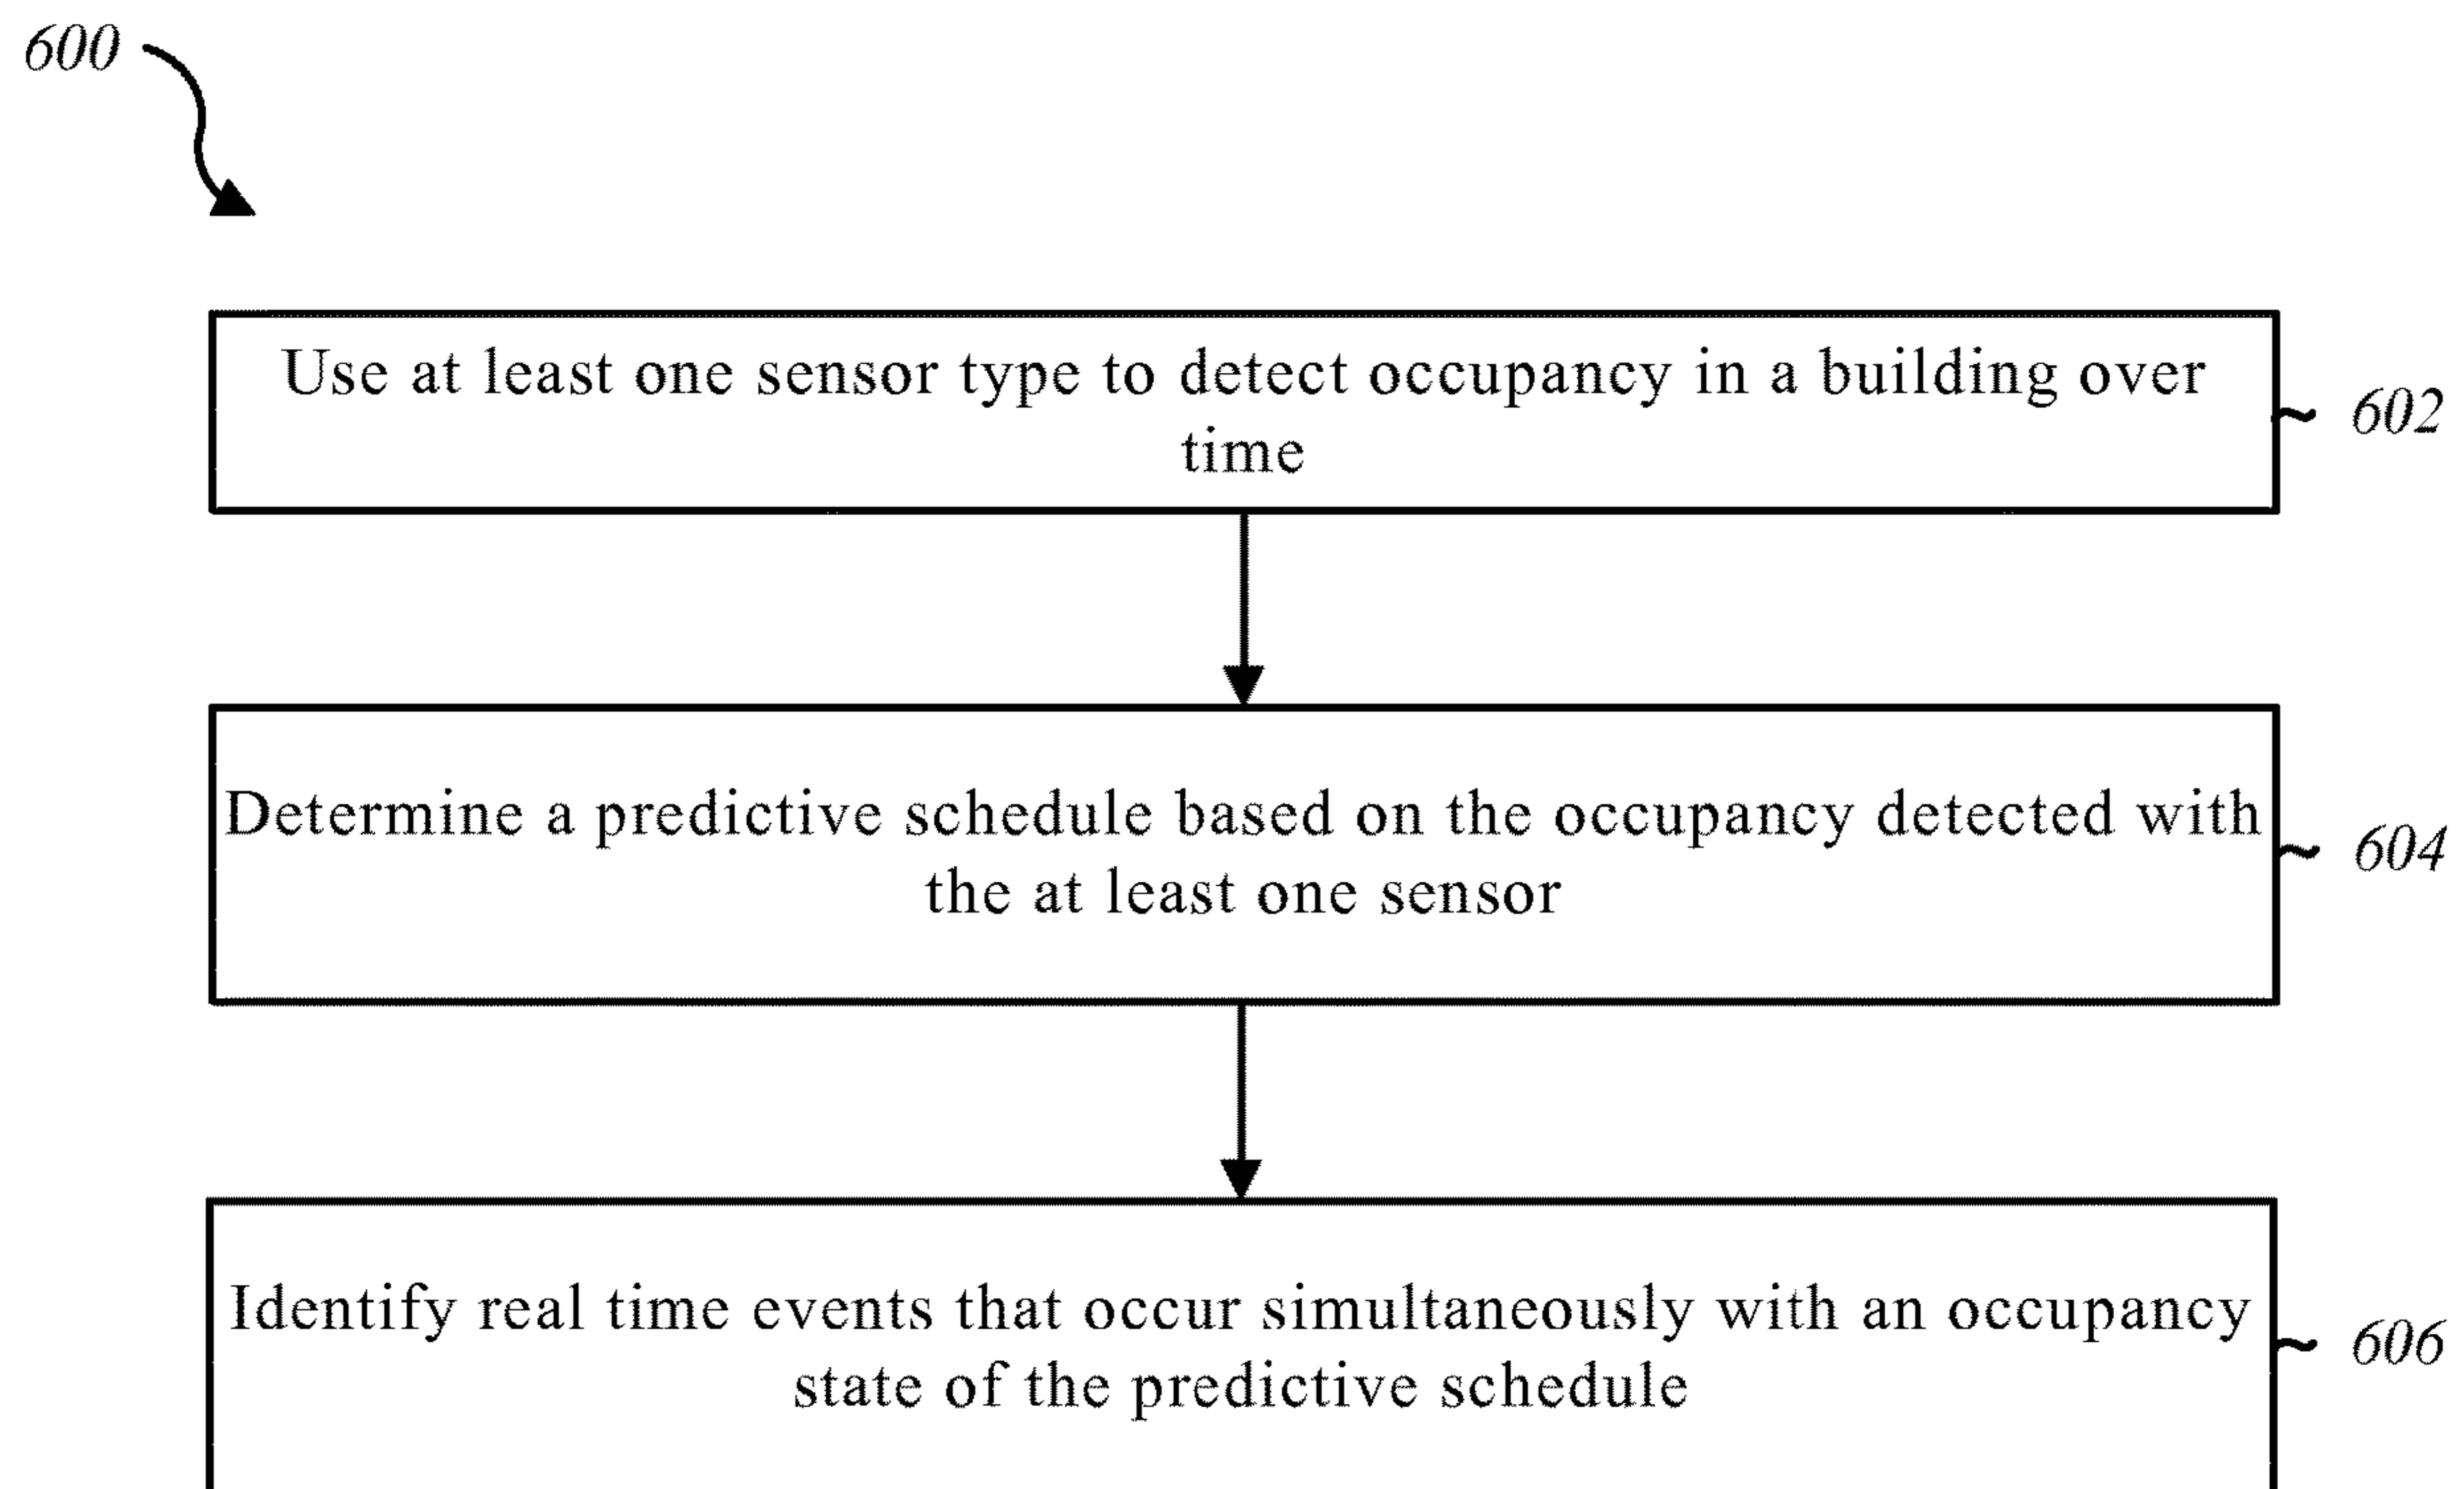 600
Use at least one sensor type to detect occupancy in a building over
time
602
Determine a predictive schedule based on the occupancy detected with
the at least one sensor
604
Identify real time events that occur simultaneously with an occupancy
state of the predictive schedule
606